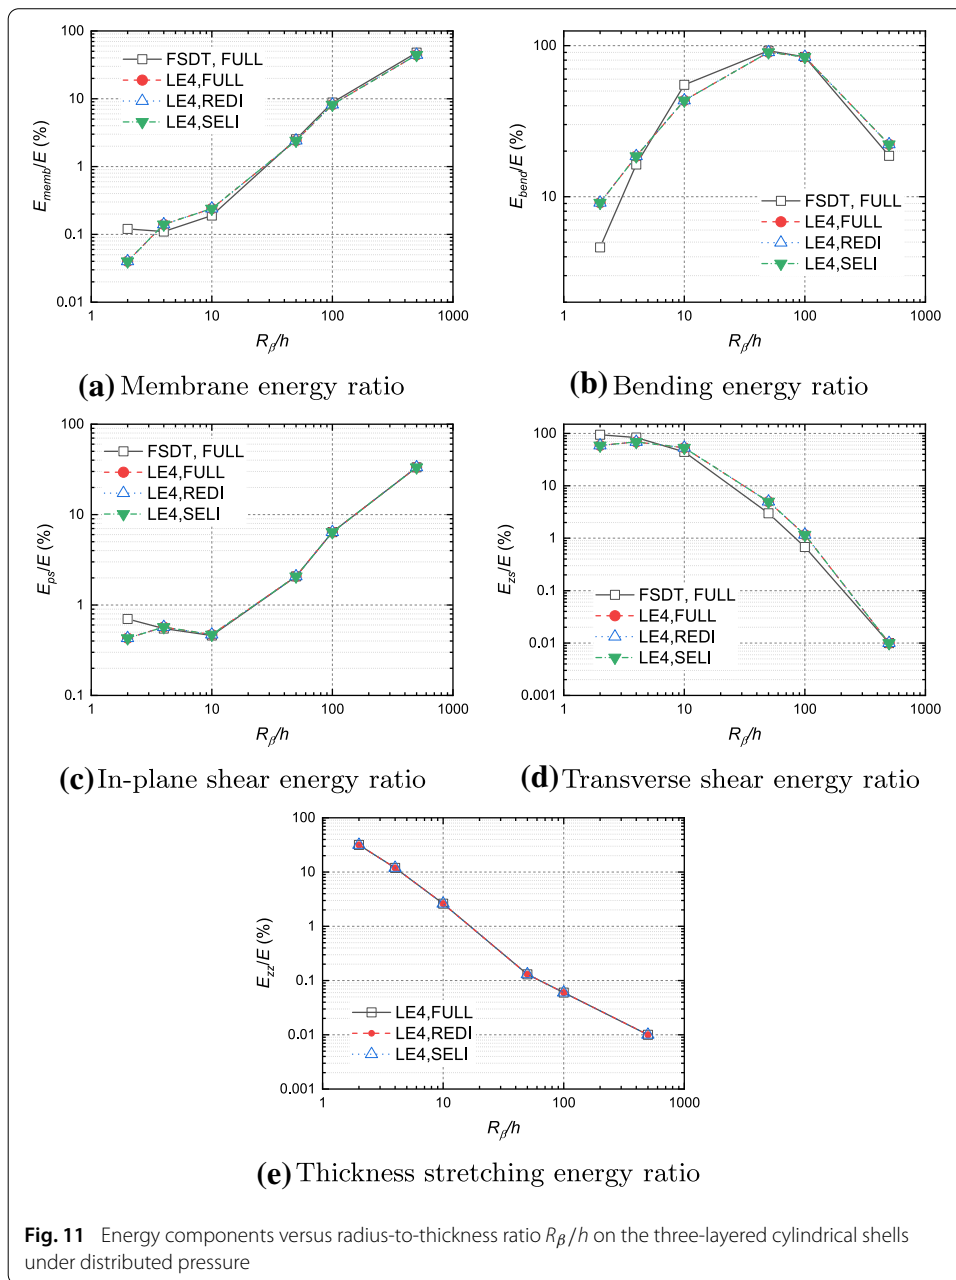 100
10
1
0.1
0.01
E_memb/E (%)
FSDT, FULL
LE4,FULL
LE4,REDI
LE4,SELI
1 10 100 1000
R_β/h
(a) Membrane energy ratio
100
10
E_bend/E (%)
FSDT, FULL
LE4,FULL
LE4,REDI
LE4,SELI
1 10 100 1000
R_β/h
(b) Bending energy ratio
100
10
1
0.1
E_ps/E (%)
FSDT, FULL
LE4,FULL
LE4,REDI
LE4,SELI
1 10 100 1000
R_β/h
(c) In-plane shear energy ratio
100
10
1
0.1
0.01
0.001
E_zs/E (%)
FSDT, FULL
LE4,FULL
LE4,REDI
LE4,SELI
1 10 100 1000
R_β/h
(d) Transverse shear energy ratio
100
10
1
0.1
0.01
0.001
E_zz/E (%)
LE4,FULL
LE4,REDI
LE4,SELI
1 10 100 1000
R_β/h
(e) Thickness stretching energy ratio
Fig. 11 Energy components versus radius-to-thickness ratio R_β/h on the three-layered cylindrical shells
under distributed pressure